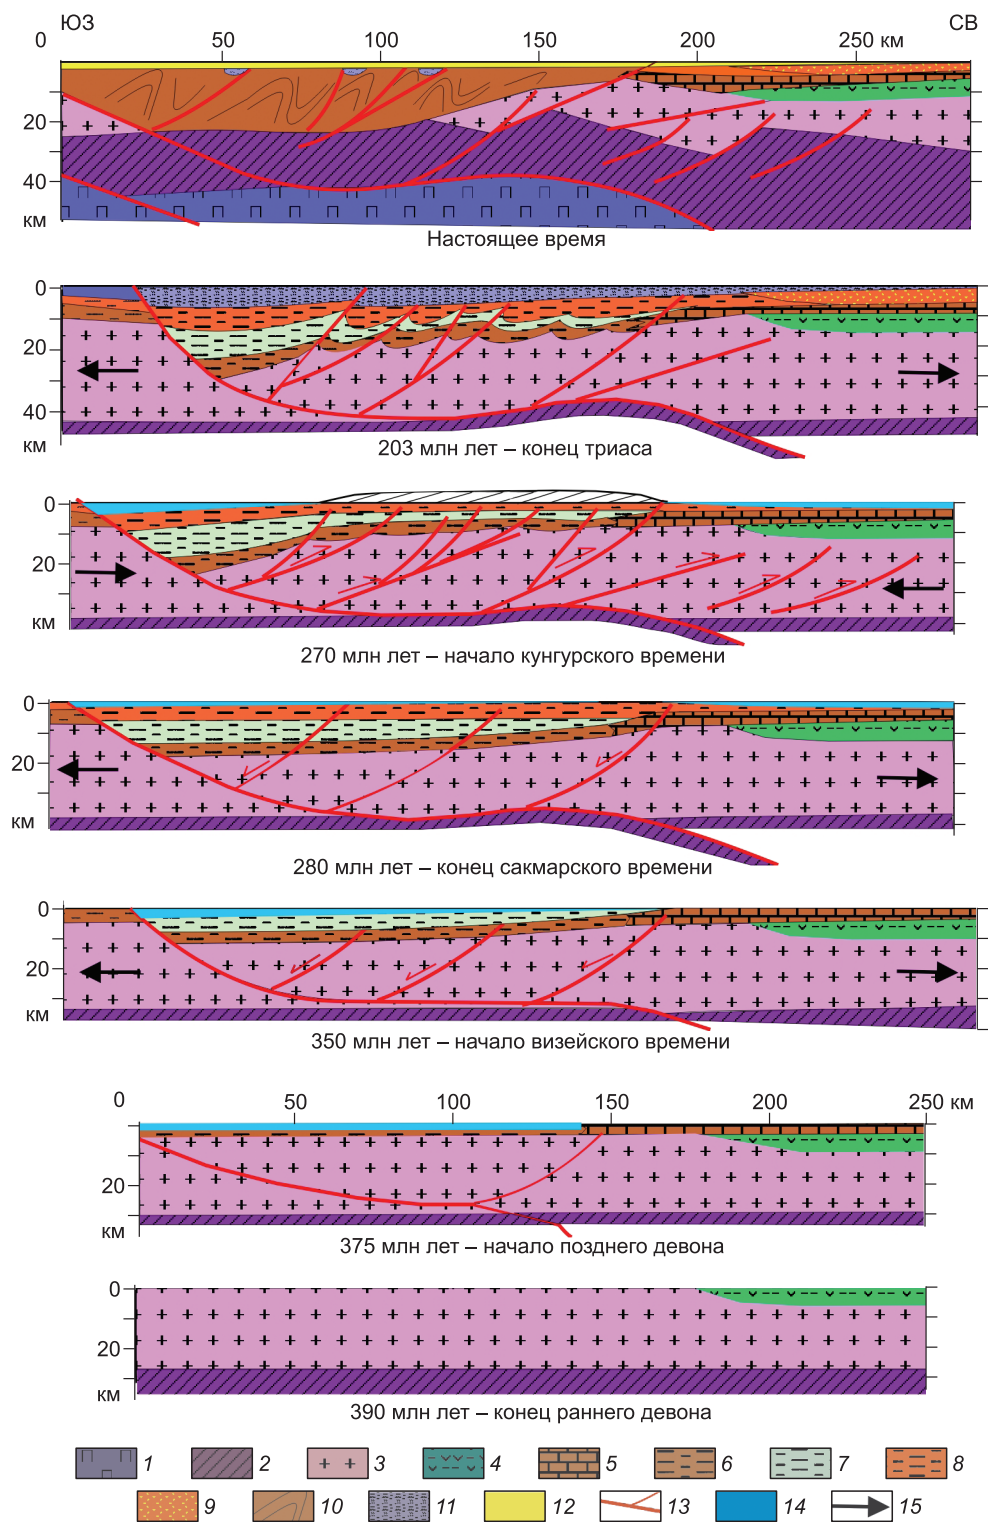 ЮЗ СВ
0 50 100 150 200 250 км
20
40
км
Настоящее время
0
20
40
км
203 млн лет – конец триаса
0
20
км
270 млн лет – начало кунгурского времени
0
20
км
280 млн лет – конец сакмарского времени
0
20
км
350 млн лет – начало визейского времени
0 50 100 150 200 250 км
20
км
375 млн лет – начало позднего девона
0
20
км
390 млн лет – конец раннего девона
1 2 3 4 5 6 7 8
9 10 11 12 13 14 15